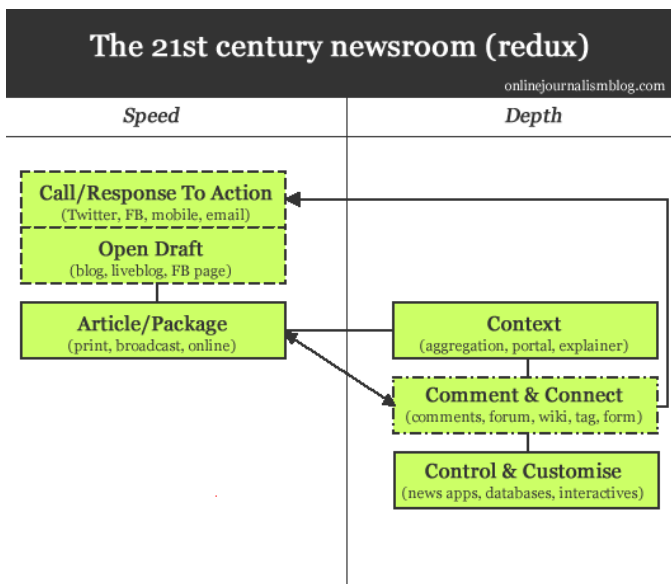 The 21st century newsroom (redux)
onlinejournalismblog.com
Speed
Depth
Call/Response To Action
(Twitter, FB, mobile, email)
Open Draft
(blog, liveblog, FB page)
Article/Package
(print, broadcast, online)
Context
(aggregation, portal, explainer)
Comment & Connect
(comments, forum, wiki, tag, form)
Control & Customise
(news apps, databases, interactives)